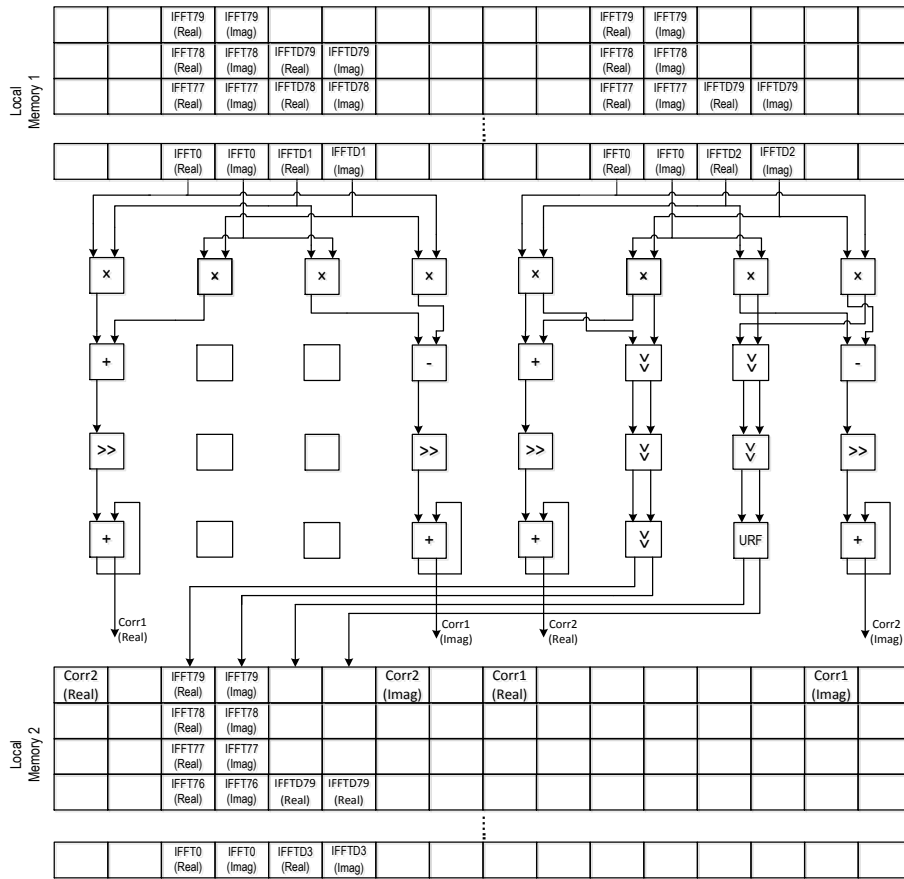 IFFT79 IFFT79 IFFT79 IFFT79
(Real) (Imag) (Real) (Imag)
IFFT78 IFFT78 IFFTD79 IFFTD79 IFFT78 IFFT78
(Real) (Imag) (Real) (Imag) (Real) (Imag)
IFFT77 IFFT77 IFFTD78 IFFTD78 IFFT77 IFFT77 IFFTD79 IFFTD79
(Real) (Imag) (Real) (Imag) (Real) (Imag) (Real) (Imag)
Local
Memory 1
IFFT0 IFFT0 IFFTD1 IFFTD1 IFFT0 IFFT0 IFFTD2 IFFTD2
(Real) (Imag) (Real) (Imag) (Real) (Imag) (Real) (Imag)
x x x x x x x x
+ - + >> >> -
>> >> >> >> >> >>
+ + + >> URF +
Corr1 Corr1 Corr2 Corr2
(Real) (Imag) (Real) (Imag)
Corr2 IFFT79 IFFT79 Corr2 Corr1 Corr1
(Real) (Real) (Imag) (Imag) (Real) (Imag)
IFFT78 IFFT78
(Real) (Imag)
IFFT77 IFFT77
(Real) (Imag)
IFFT76 IFFT76 IFFTD79 IFFTD79
(Real) (Imag) (Real) (Real)
Local
Memory 2
IFFT0 IFFT0 IFFTD3 IFFTD3
(Real) (Imag) (Real) (Imag)